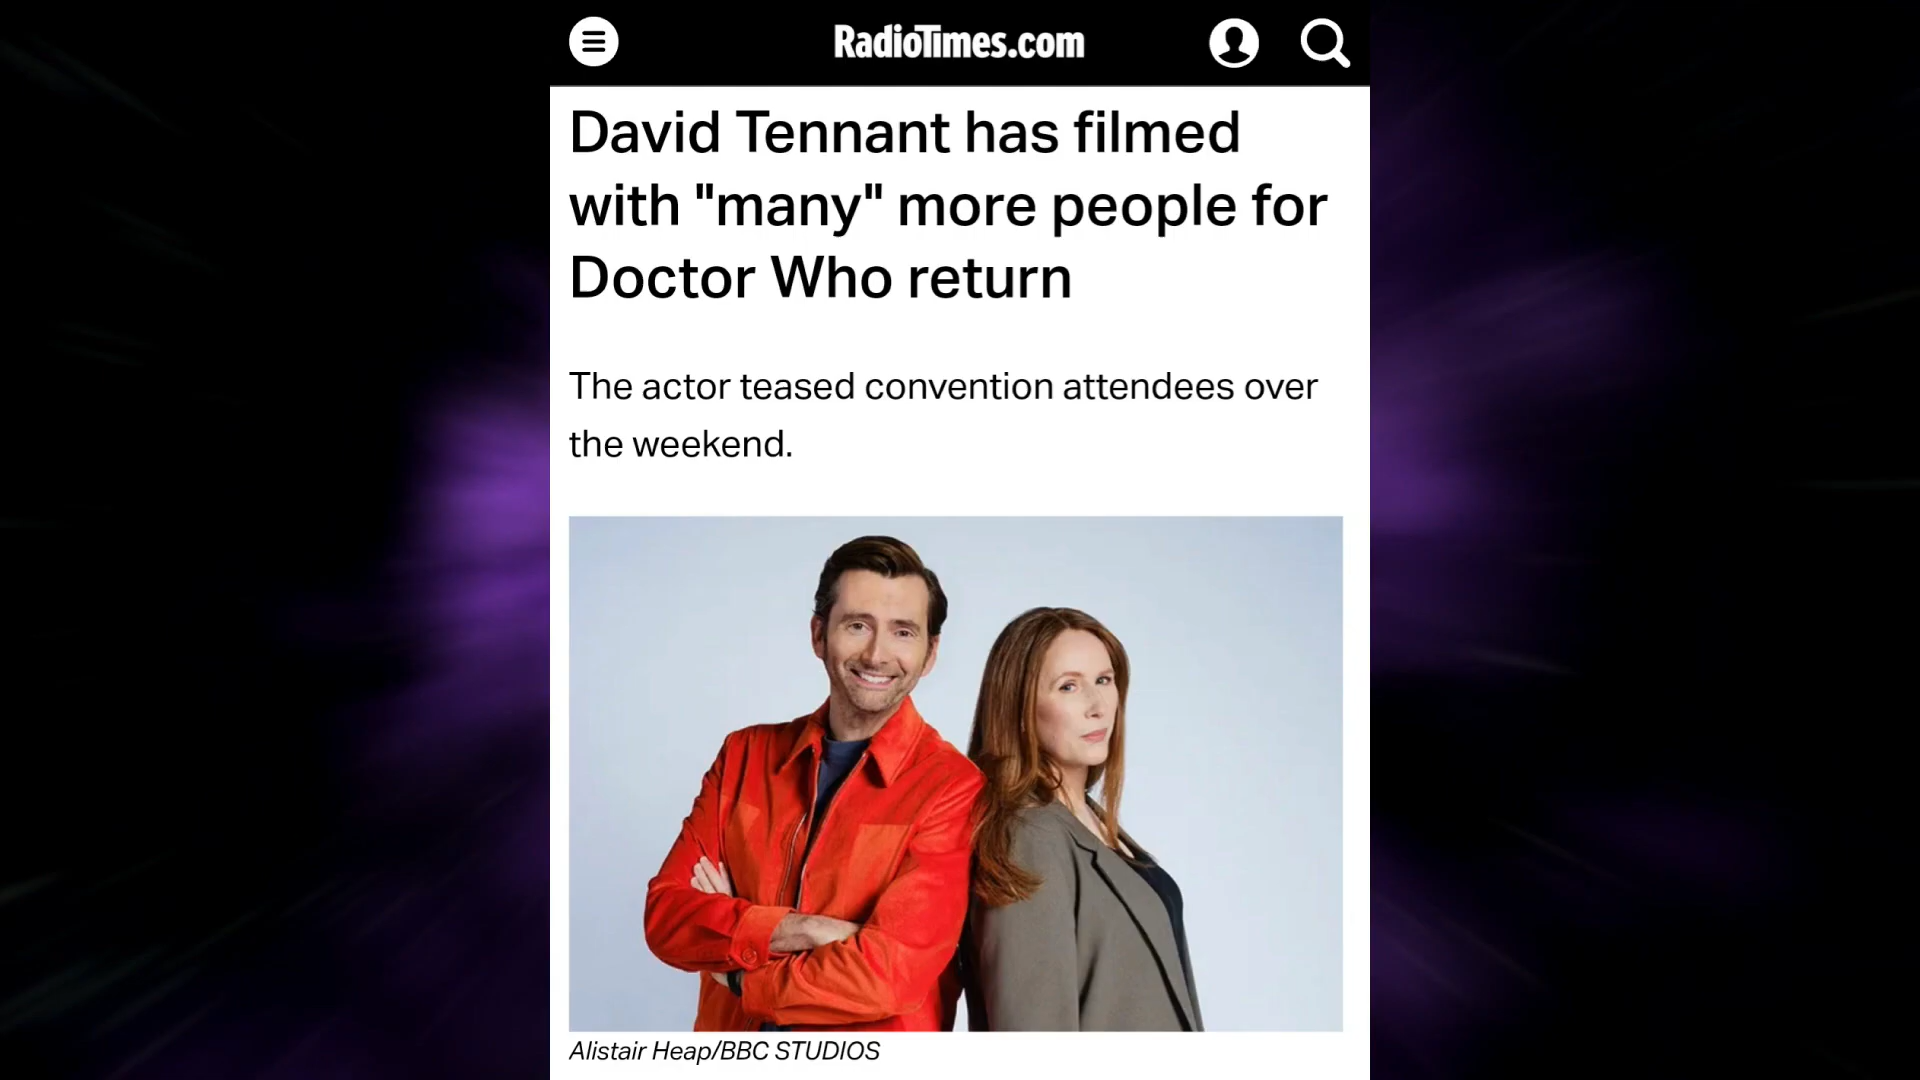 RadioTimes.com
David Tennant has filmed
with "many" more people for
Doctor Who return
The actor teased convention attendees over
the weekend.
Alistair Heap/BBC STUDIOS